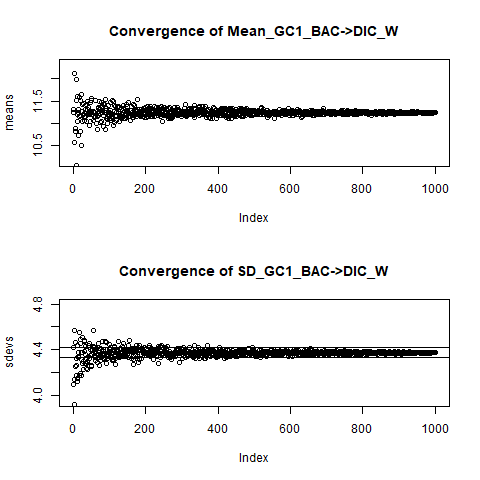 Convergence of Mean_GC1_BAC->DIC_W
means
11.5
10.5
0 200 400 600 800 1000
Index
Convergence of SD_GC1_BAC->DIC_W
sdevs
4.8
4.4
4.0
0 200 400 600 800 1000
Index